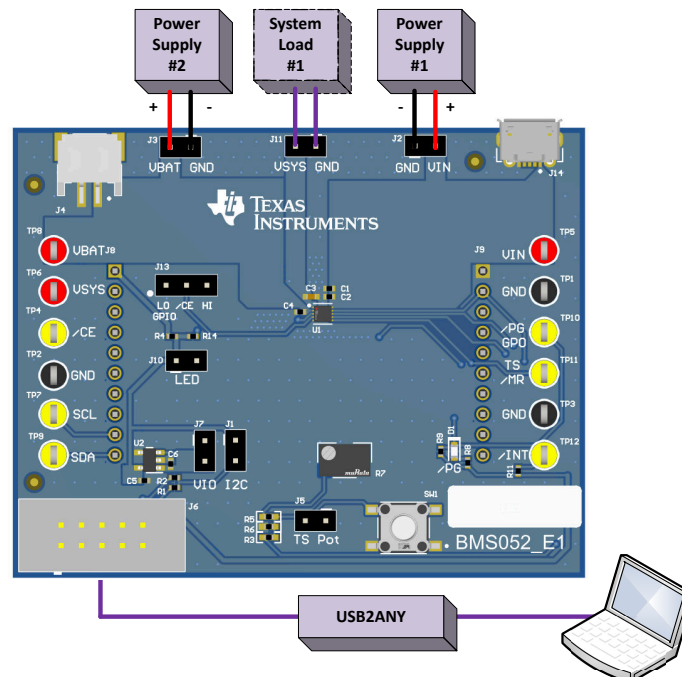 Power
Supply
#2
System
Load
#1
Power
Supply
#1
+ -
- +
J3
VBAT GND
J11
VSYS GND
J2
GND VIN
J14
J4
TEXAS
INSTRUMENTS
TP8
VBAT J8
TP6
VSYS
TP4
/CE
TP2
GND
TP7
SCL
TP9
SDA
J13
LO /CE HI
GPIO
R4 R14
J10
LED
C3 C1
C2
C4
U1
J9
TP5
VIN
TP1
GND
TP10
/PG
GPO
TP11
TS
/MR
TP3
GND
TP12
/INT
J7 J1
U2
C6
C5 R2
R1
VIO I2C
muRata
R7
D1
R9
R8
/PG
R11
J6
J5
R5
R6
R3
TS Pot
SW1
BMS052_E1
USB2ANY